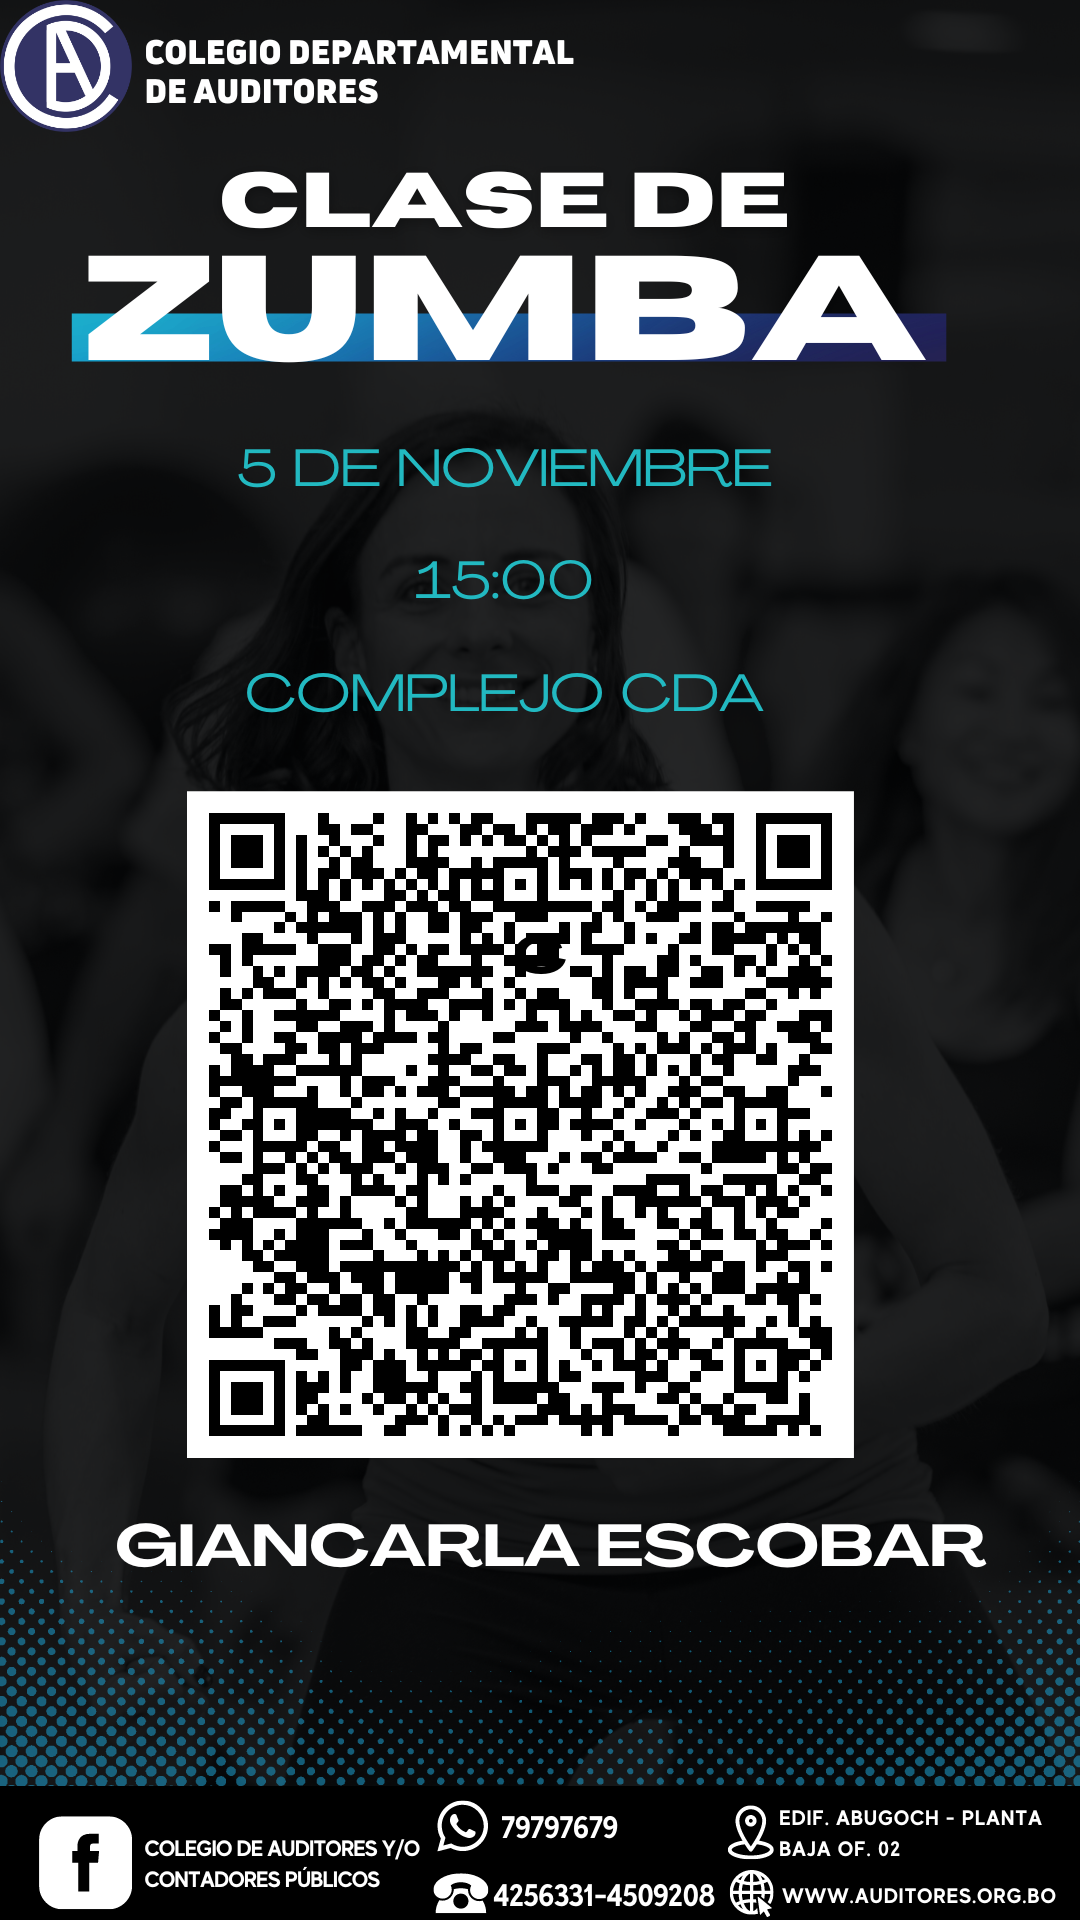 COLEGIO DEPARTAMENTAL
DE AUDITORES
CLASE DE
ZUMBA
5 DE NOVIEMBRE
15:00
COMPLEJO CDA
GIANCARLA ESCOBAR
COLEGIO DE AUDITORES Y/O
CONTADORES PÚBLICOS
79797679
4256331-4509208
EDIF. ABUGOCH - PLANTA
BAJA OF. 02
WWW.AUDITORES.ORG.BO